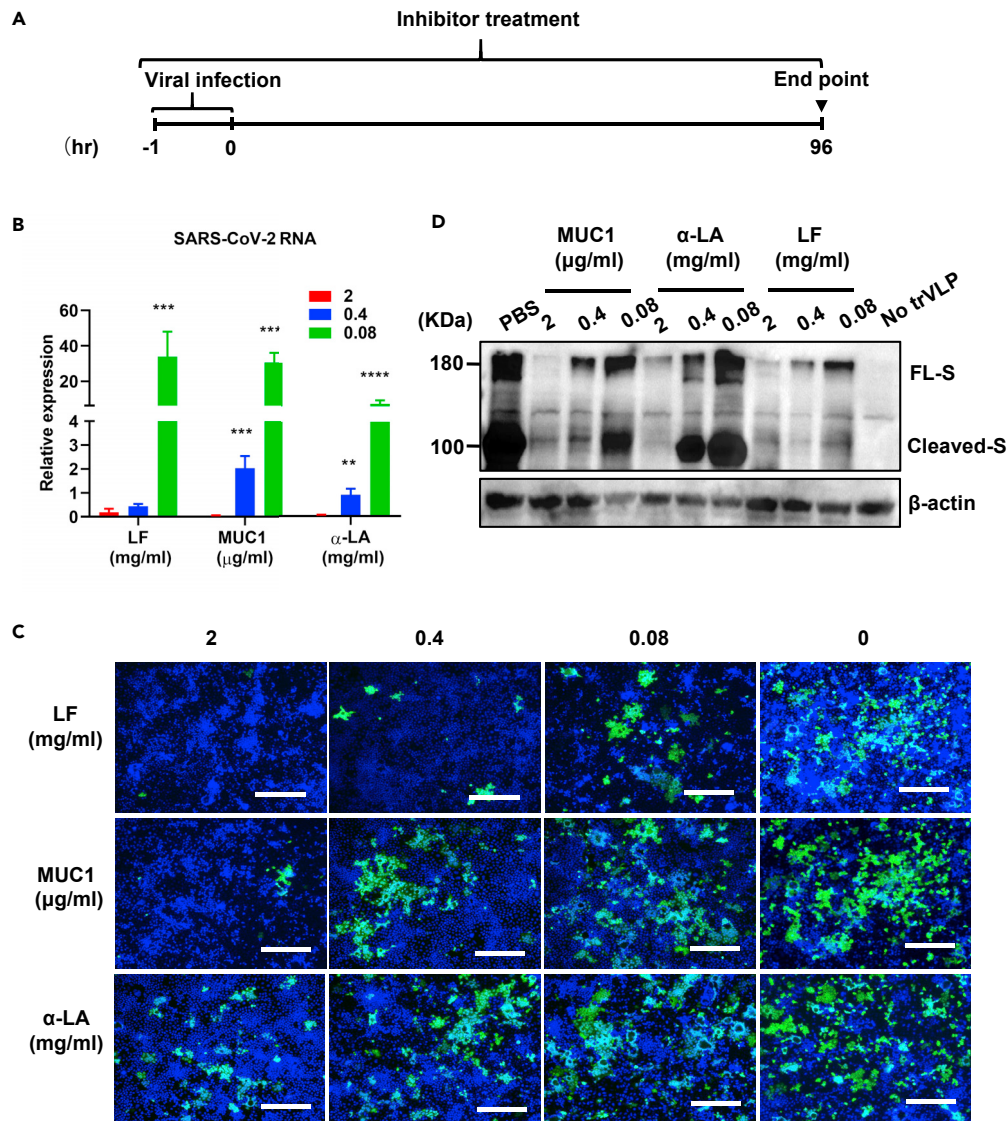 A
Inhibitor treatment
Viral infection
End point
(hr)
-1
0
96
B
SARS-CoV-2 RNA
Relative expression
60
40
20
4
3
2
1
0
***
***
***
**
****
2
0.4
0.08
LF
(mg/ml)
MUC1
(μg/ml)
α-LA
(mg/ml)
D
MUC1
(μg/ml)
α-LA
(mg/ml)
LF
(mg/ml)
(KDa)
PBS
2
0.4
0.08
2
0.4
0.08
2
0.4
0.08
No trVLP
180
100
FL-S
Cleaved-S
β-actin
C
2
0.4
0.08
0
LF
(mg/ml)
MUC1
(μg/ml)
α-LA
(mg/ml)